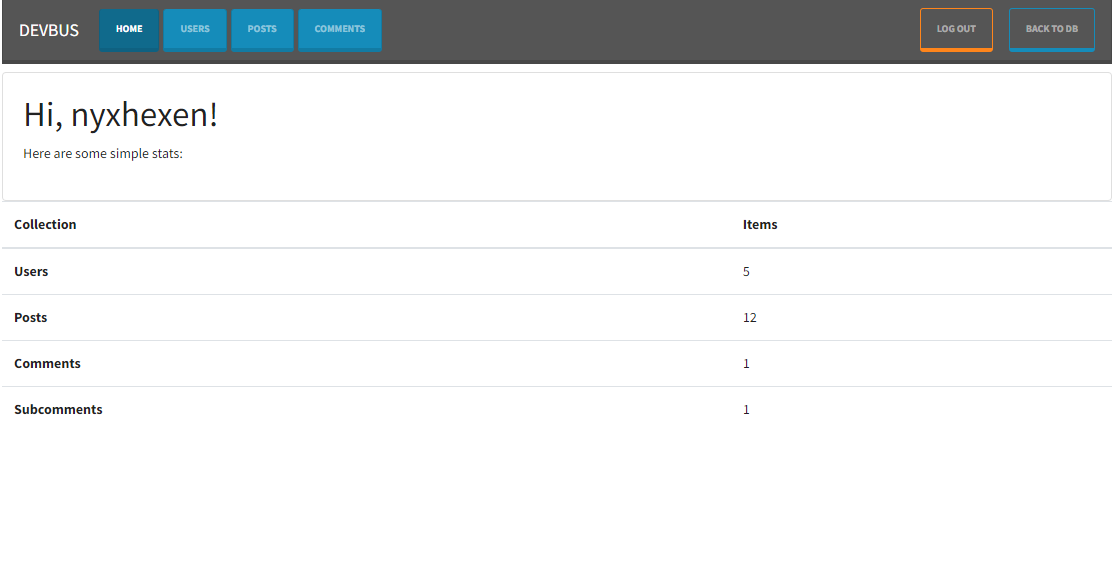 DEVBUS HOME USERS POSTS COMMENTS LOG OUT BACK TO DB
Hi, nyxhexen!
Here are some simple stats:
Collection Items
Users 5
Posts 12
Comments 1
Subcomments 1